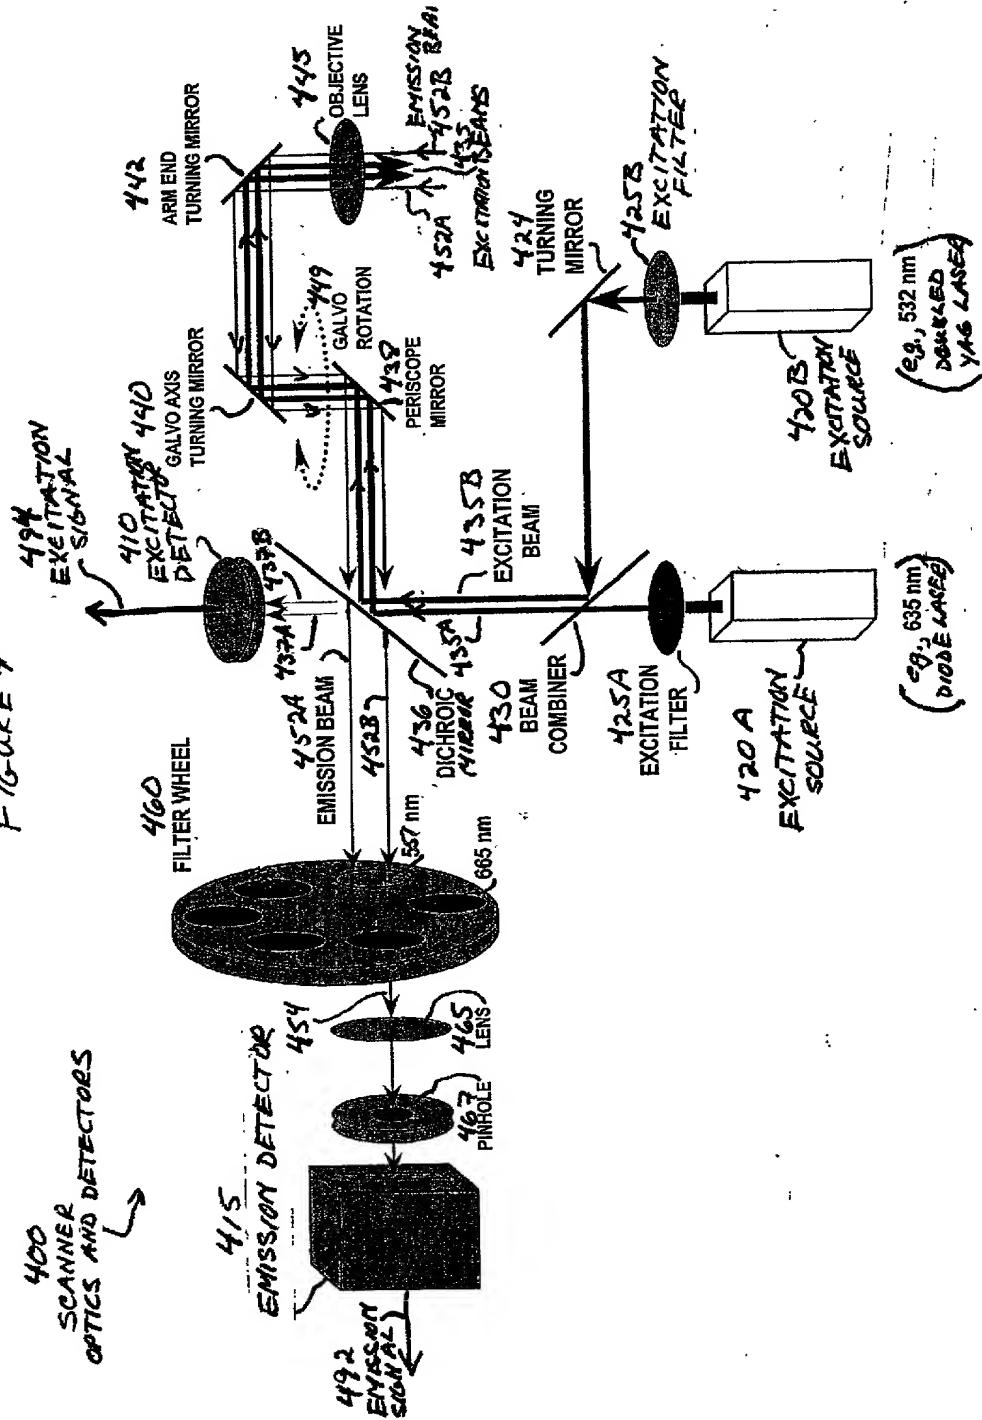 FIGURE 4
400
SCANNER
OPTICS AND DETECTORS
494
EXCITATION
SIGNAL
410
EXCITATION
DETECTOR
440
GALVO AXIS
TURNING MIRROR
442
ARM END
TURNING MIRROR
445
OBJECTIVE
LENS
EMISSION
BEAM
452B
435
EXCITATION BEAMS
452A
449
GALVO
ROTATION
438
PERISCOPE
MIRROR
437B
437A
460
FILTER WHEEL
452A
EMISSION BEAM
452B
436
DICHROIC
MIRROR
435A
435B
EXCITATION
BEAM
424
TURNING
MIRROR
425B
EXCITATION
FILTER
430
BEAM
COMBINER
425A
EXCITATION
FILTER
420A
EXCITATION
SOURCE
(e.g., 635 nm
DIODE LASER)
420B
EXCITATION
SOURCE
(e.g., 532 nm
DOUBLED
YAG LASER)
557 nm
665 nm
454
465
LENS
467
PINHOLE
415
EMISSION DETECTOR
492
EMISSION
SIGNAL